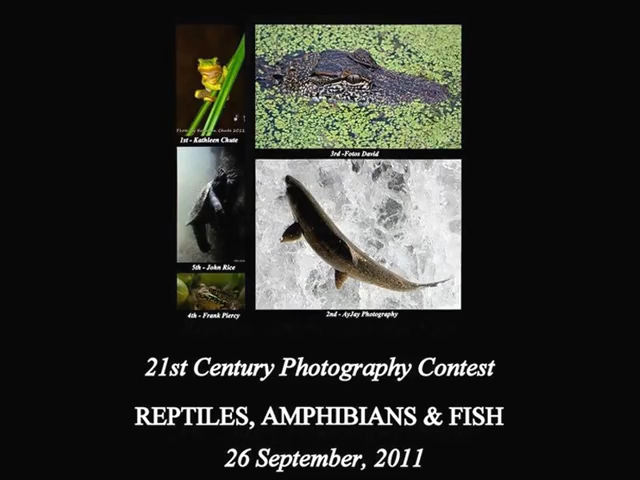 1st - Kathleen Chute
3rd -Fotos David
5th - John Rice
4th - Frank Piercy
2nd - AyJay Photography
21st Century Photography Contest
REPTILES, AMPHIBIANS & FISH
26 September, 2011